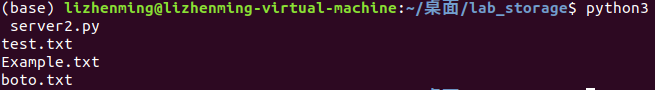 (base) lizhenming@lizhenming-virtual-machine:~/桌面/lab_storage$ python3
 server2.py
test.txt
Example.txt
boto.txt